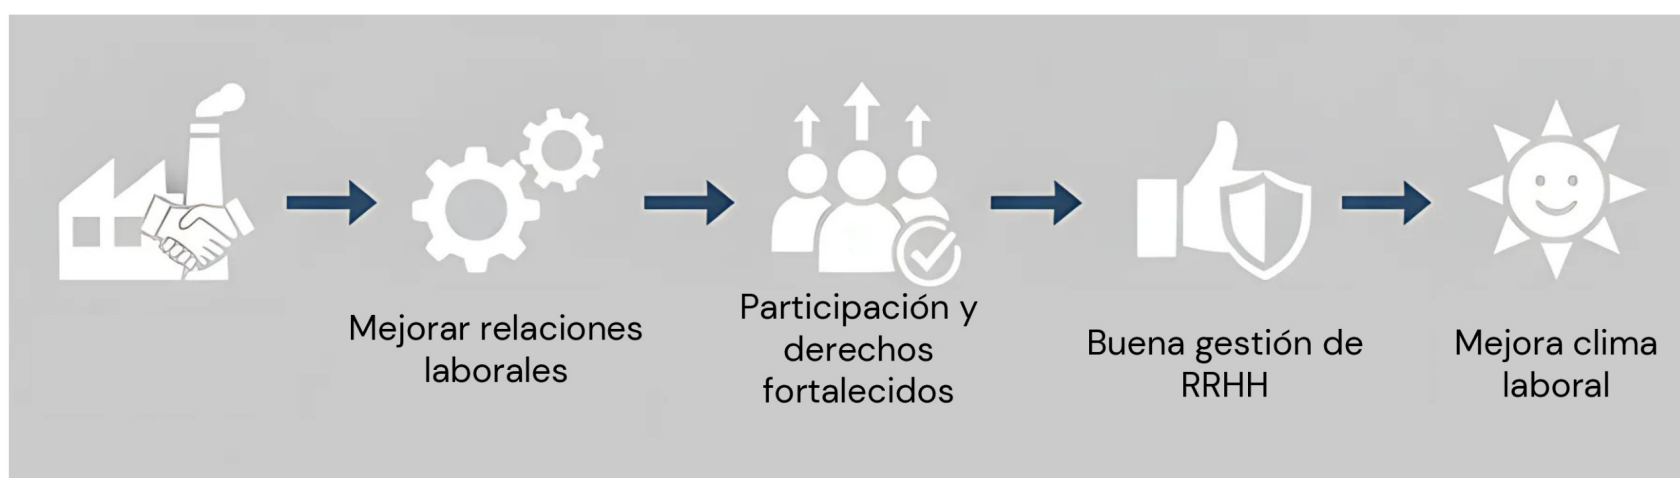 Mejorar relaciones
laborales
Participación y
derechos
fortalecidos
Buena gestión de
RRHH
Mejora clima
laboral